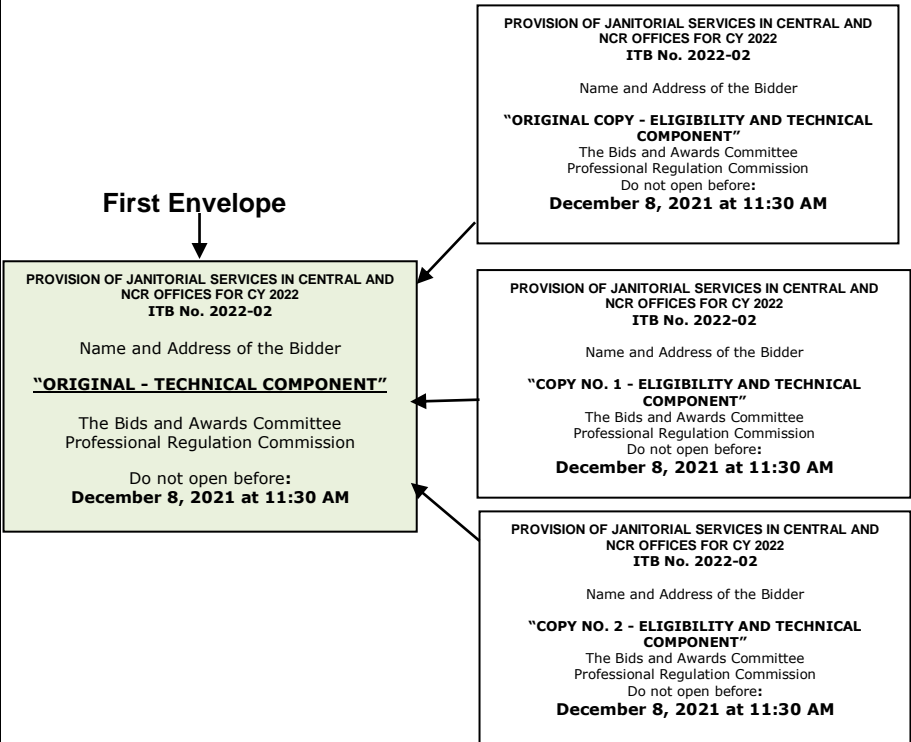 First Envelope
PROVISION OF JANITORIAL SERVICES IN CENTRAL AND
NCR OFFICES FOR CY 2022
ITB No. 2022-02
Name and Address of the Bidder
“ORIGINAL - TECHNICAL COMPONENT”
The Bids and Awards Committee
Professional Regulation Commission
Do not open before:
December 8, 2021 at 11:30 AM
PROVISION OF JANITORIAL SERVICES IN CENTRAL AND
NCR OFFICES FOR CY 2022
ITB No. 2022-02
Name and Address of the Bidder
“ORIGINAL COPY - ELIGIBILITY AND TECHNICAL
COMPONENT”
The Bids and Awards Committee
Professional Regulation Commission
Do not open before:
December 8, 2021 at 11:30 AM
PROVISION OF JANITORIAL SERVICES IN CENTRAL AND
NCR OFFICES FOR CY 2022
ITB No. 2022-02
Name and Address of the Bidder
“COPY NO. 1 - ELIGIBILITY AND TECHNICAL
COMPONENT”
The Bids and Awards Committee
Professional Regulation Commission
Do not open before:
December 8, 2021 at 11:30 AM
PROVISION OF JANITORIAL SERVICES IN CENTRAL AND
NCR OFFICES FOR CY 2022
ITB No. 2022-02
Name and Address of the Bidder
“COPY NO. 2 - ELIGIBILITY AND TECHNICAL
COMPONENT”
The Bids and Awards Committee
Professional Regulation Commission
Do not open before:
December 8, 2021 at 11:30 AM